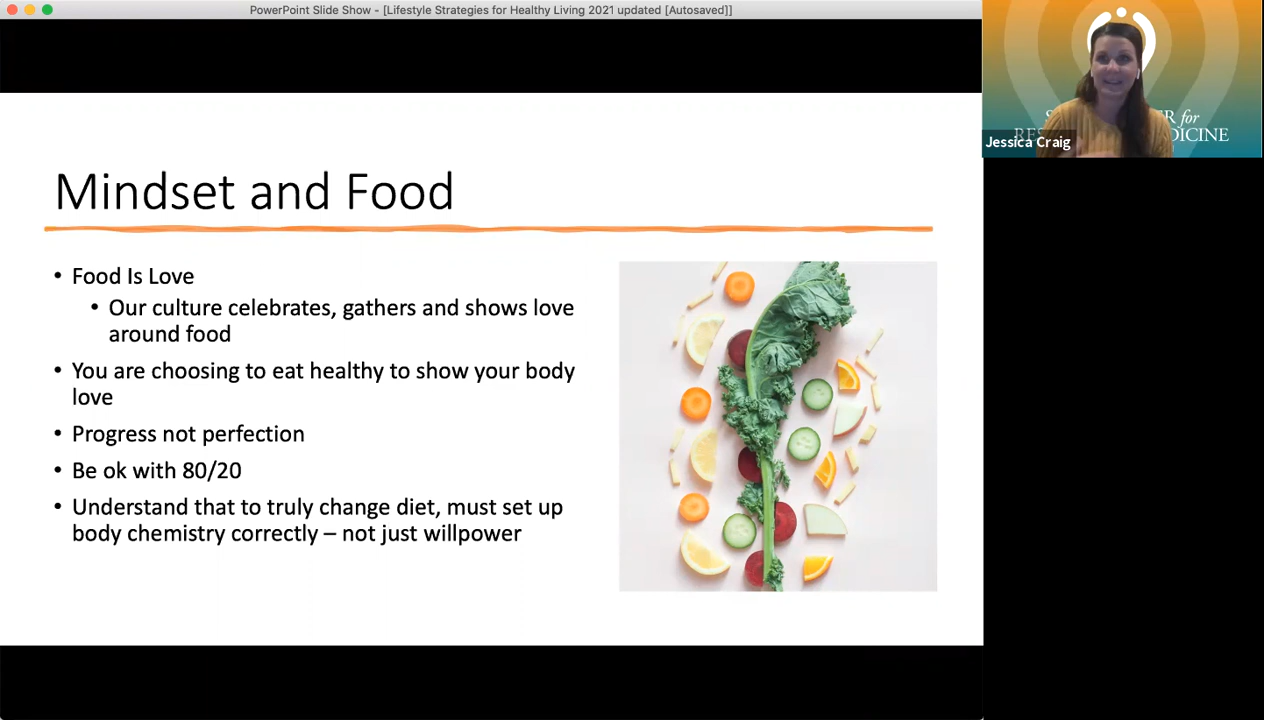 PowerPoint Slide Show - [Lifestyle Strategies for Healthy Living 2021 updated [Autosaved]]
Mindset and Food
• Food Is Love
• Our culture celebrates, gathers and shows love
around food
• You are choosing to eat healthy to show your body
love
• Progress not perfection
• Be ok with 80/20
• Understand that to truly change diet, must set up
body chemistry correctly – not just willpower
for
Jessica Craig